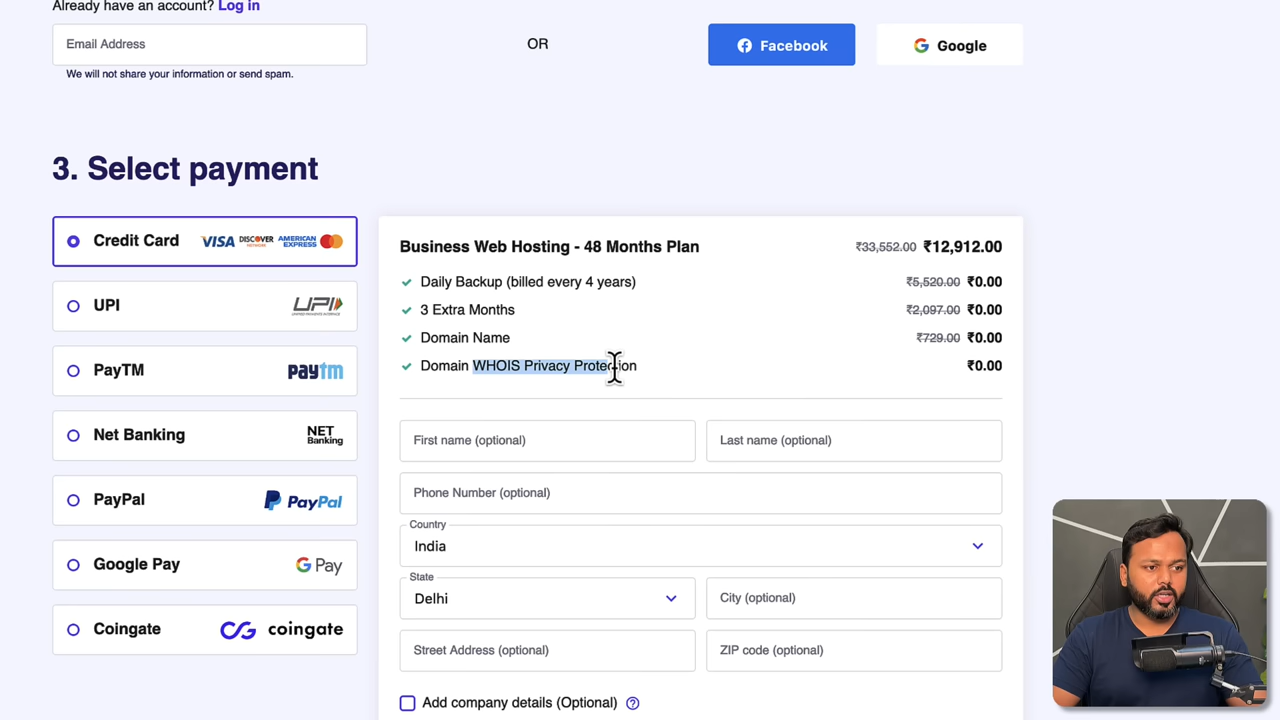 Already have an account? Log in
Email Address
OR
Facebook
Google
We will not share your information or send spam.
3. Select payment
Credit Card VISA DISCOVER NETWORK AMERICAN EXPRESS
Business Web Hosting - 48 Months Plan ₹33,552.00 ₹12,912.00
Daily Backup (billed every 4 years) ₹5,520.00 ₹0.00
3 Extra Months ₹2,097.00 ₹0.00
Domain Name ₹729.00 ₹0.00
Domain WHOIS Privacy Protection ₹0.00
UPI UPI
PayTM paytm
Net Banking NET Banking
PayPal PayPal
Google Pay G Pay
Coingate coingate
First name (optional) Last name (optional)
Phone Number (optional)
Country
India
State
Delhi
City (optional)
Street Address (optional) ZIP code (optional)
Add company details (Optional) ?